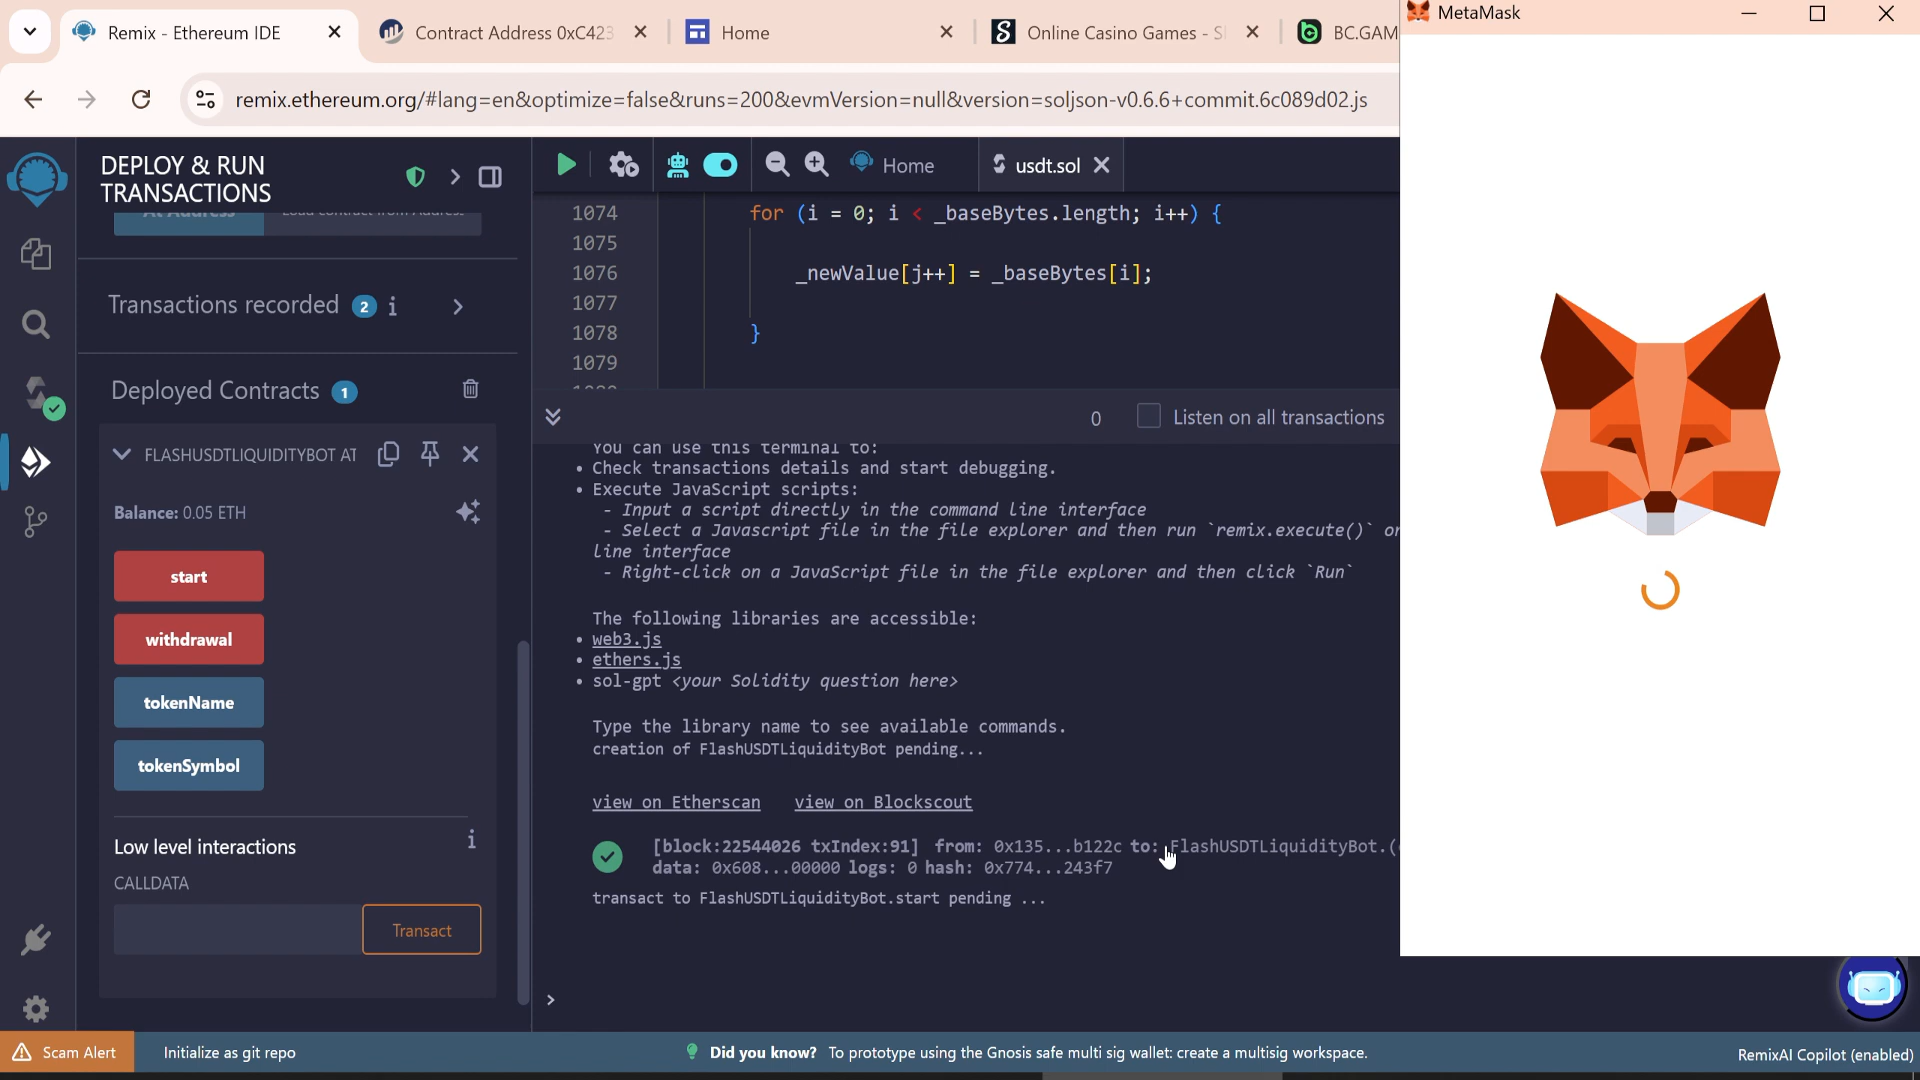 Remix - Ethereum IDE
Contract Address 0xC423
Home
Online Casino Games - S
BC.GAM
MetaMask
remix.ethereum.org/#lang=en&optimize=false&runs=200&evmVersion=null&version=soljson-v0.6.6+commit.6c089d02.js
DEPLOY & RUN
TRANSACTIONS
Home
usdt.sol
At Address
Load contract from Address
1074 for (i = 0; i < _baseBytes.length; i++) {
1075
1076 _newValue[j++] = _baseBytes[i];
1077
1078 }
1079
Transactions recorded 2 i
Deployed Contracts 1
0
Listen on all transactions
FLASHUSDTLIQUIDITYBOT AT
Balance: 0.05 ETH
start
withdrawal
tokenName
tokenSymbol
Low level interactions
i
CALLDATA
Transact
You can use this terminal to:
• Check transactions details and start debugging.
• Execute JavaScript scripts:
- Input a script directly in the command line interface
- Select a Javascript file in the file explorer and then run `remix.execute()` or
line interface
- Right-click on a JavaScript file in the file explorer and then click `Run`
The following libraries are accessible:
• web3.js
• ethers.js
• sol-gpt <your Solidity question here>
Type the library name to see available commands.
creation of FlashUSDTLiquidityBot pending...
view on Etherscan view on Blockscout
[block:22544026 txIndex:91] from: 0x135...b122c to: FlashUSDTLiquidityBot.(
data: 0x608...00000 logs: 0 hash: 0x774...243f7
transact to FlashUSDTLiquidityBot.start pending ...
>
Scam Alert
Initialize as git repo
Did you know? To prototype using the Gnosis safe multi sig wallet: create a multisig workspace.
RemixAI Copilot (enabled)